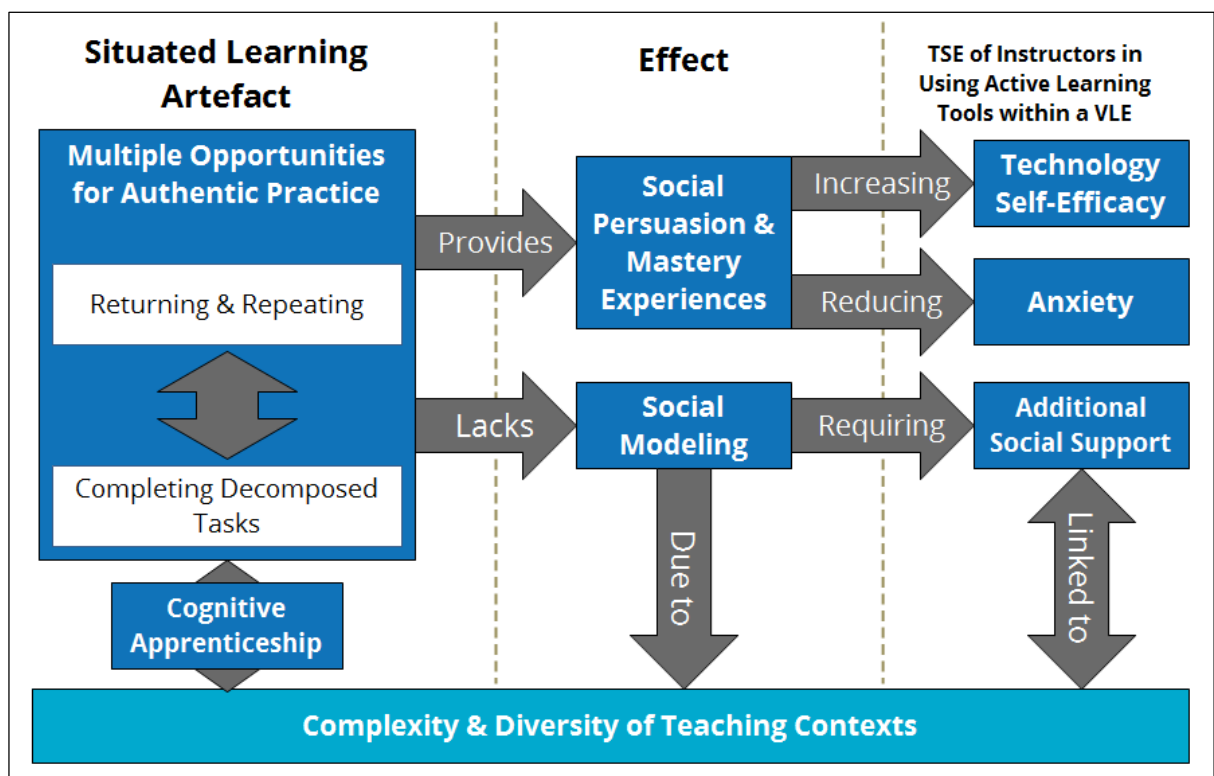 Situated Learning
Artefact
Effect
TSE of Instructors in
Using Active Learning
Tools within a VLE
Multiple Opportunities
for Authentic Practice
Returning & Repeating
Completing Decomposed
Tasks
Cognitive
Apprenticeship
Provides
Lacks
Social
Persuasion &
Mastery
Experiences
Social
Modeling
Due to
Increasing
Reducing
Requiring
Technology
Self-Efficacy
Anxiety
Additional
Social Support
Linked to
Complexity & Diversity of Teaching Contexts